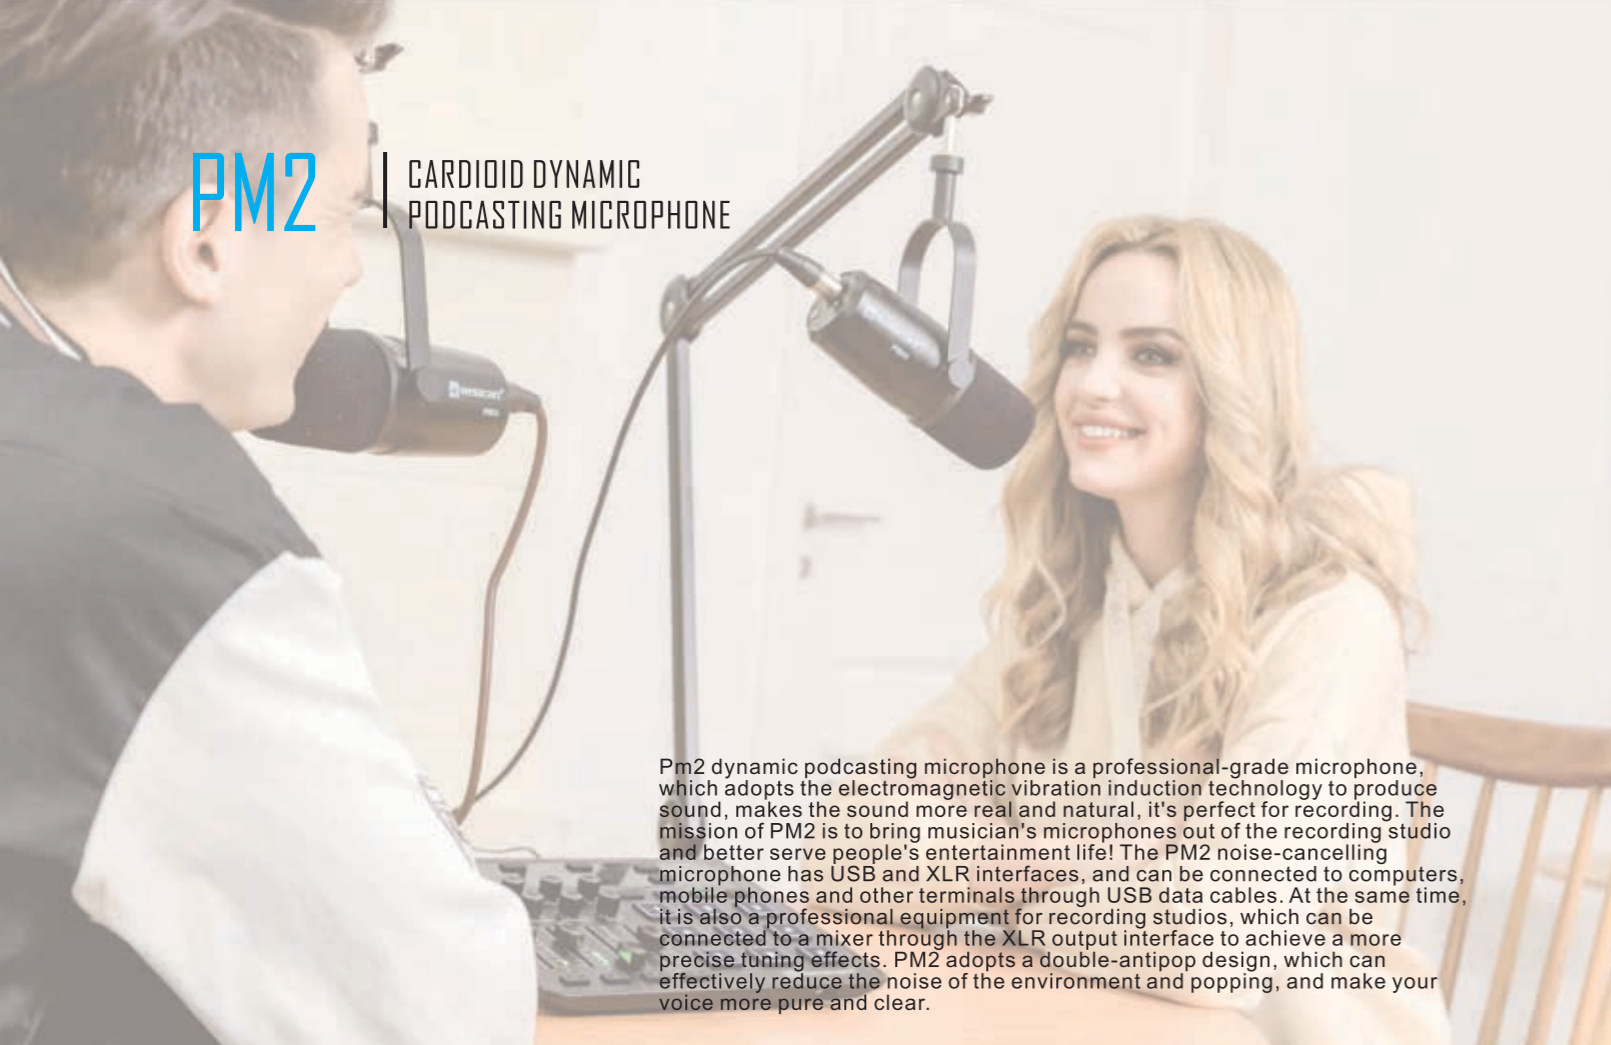 PM2
CARDIOID DYNAMIC
PODCASTING MICROPHONE
Pm2 dynamic podcasting microphone is a professional-grade microphone,
which adopts the electromagnetic vibration induction technology to produce
sound, makes the sound more real and natural, it's perfect for recording. The
mission of PM2 is to bring musician's microphones out of the recording studio
and better serve people's entertainment life! The PM2 noise-cancelling
microphone has USB and XLR interfaces, and can be connected to computers,
mobile phones and other terminals through USB data cables. At the same time,
it is also a professional equipment for recording studios, which can be
connected to a mixer through the XLR output interface to achieve a more
precise tuning effects. PM2 adopts a double-antipop design, which can
effectively reduce the noise of the environment and popping, and make your
voice more pure and clear.